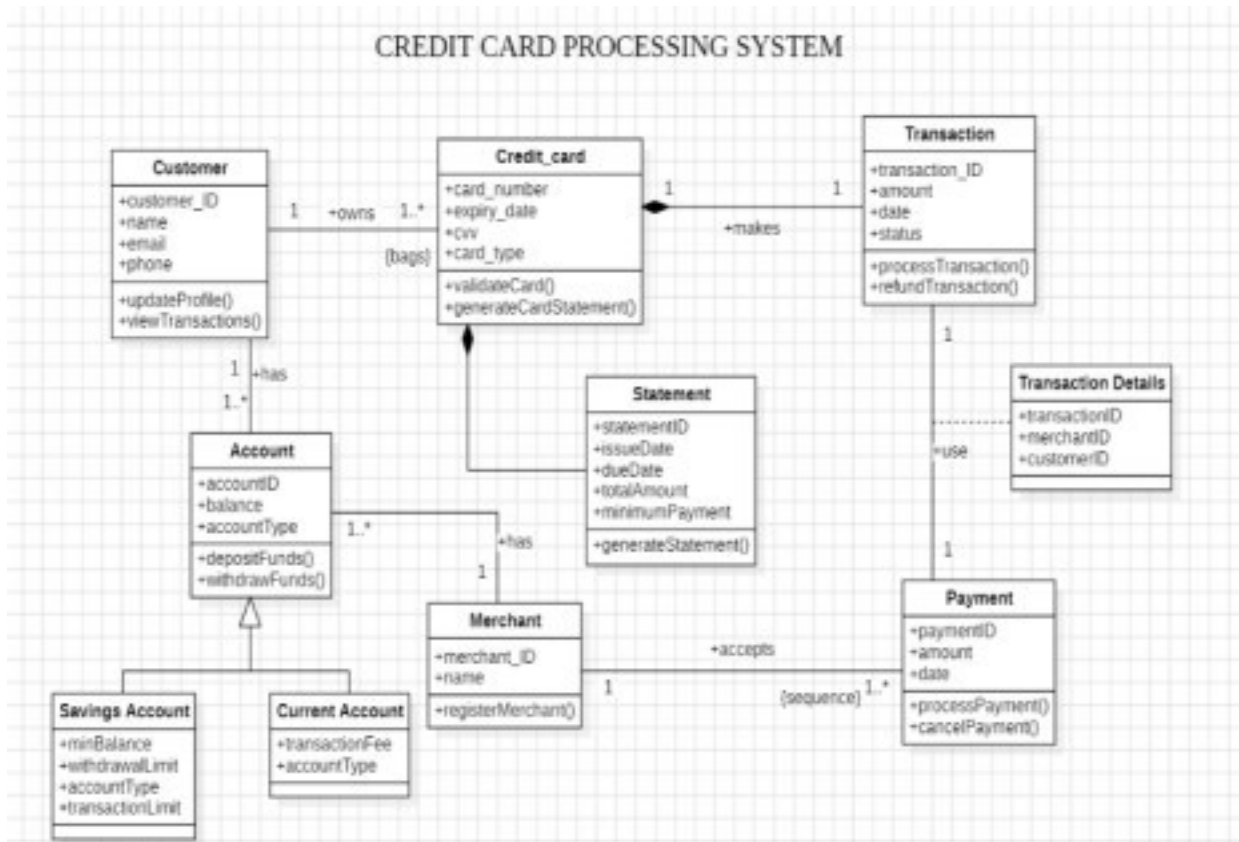 CREDIT CARD PROCESSING SYSTEM
Customer
+customer_ID
+name
+email
+phone
+updateProfile()
+viewTransactions()
1
+owns
1..*
{bags}
Credit_card
+card_number
+expiry_date
+cvv
+card_type
+validateCard()
+generateCardStatement()
1
+makes
1
Transaction
+transaction_ID
+amount
+date
+status
+processTransaction()
+refundTransaction()
1
+has
1..*
Account
+accountID
+balance
+accountType
+depositFunds()
+withdrawFunds()
Statement
+statementID
+issueDate
+dueDate
+totalAmount
+minimumPayment
+generateStatement()
1
+use
1
Transaction Details
+transactionID
+merchantID
+customerID
1..*
+has
1
Merchant
+merchant_ID
+name
+registerMerchant()
+accepts
1
{sequence}
1..*
Payment
+paymentID
+amount
+date
+processPayment()
+cancelPayment()
Savings Account
+minBalance
+withdrawalLimit
+accountType
+transactionLimit
Current Account
+transactionFee
+accountType